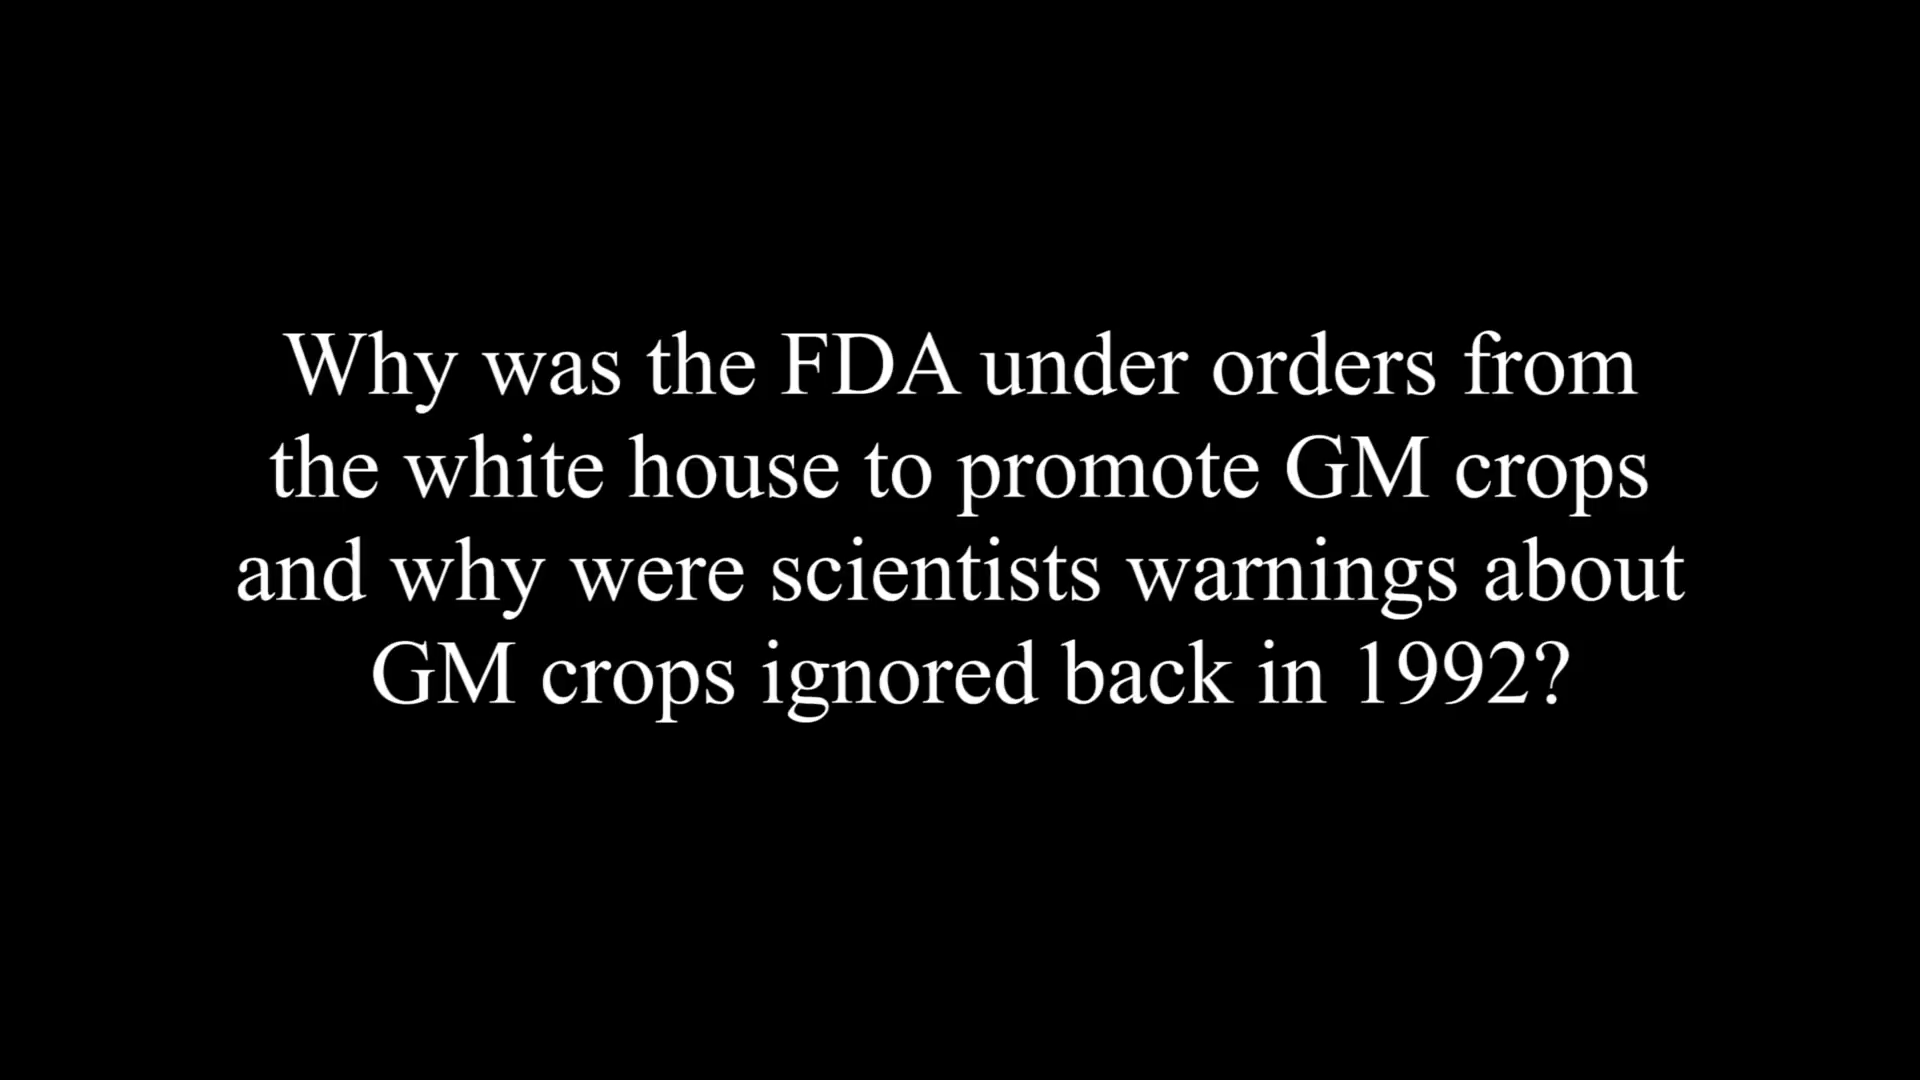 Why was the FDA under orders from
the white house to promote GM crops
and why were scientists warnings about
GM crops ignored back in 1992?